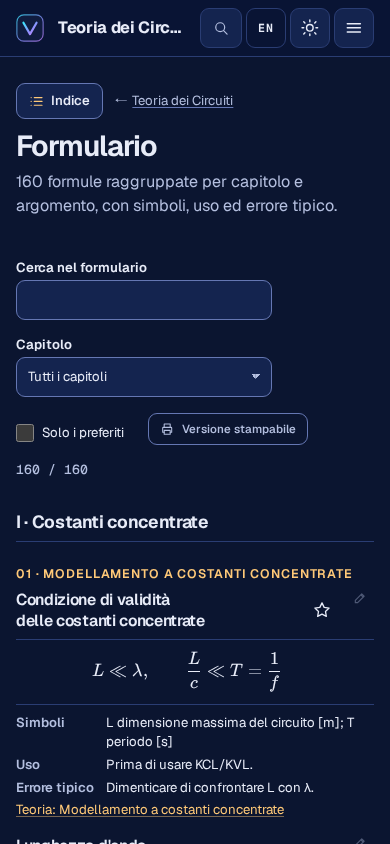 Teoria dei Circ...
EN
Indice
← Teoria dei Circuiti
Formulario
160 formule raggruppate per capitolo e
argomento, con simboli, uso ed errore tipico.
Cerca nel formulario
Capitolo
Tutti i capitoli
Solo i preferiti
Versione stampabile
160 / 160
I · Costanti concentrate
01 · MODELLAMENTO A COSTANTI CONCENTRATE
Condizione di validità
delle costanti concentrate
L ≪ λ, L/c ≪ T = 1/f
Simboli L dimensione massima del circuito [m]; T
periodo [s]
Uso Prima di usare KCL/KVL.
Errore tipico Dimenticare di confrontare L con λ.
Teoria: Modellamento a costanti concentrate
Lunghezza d'onda